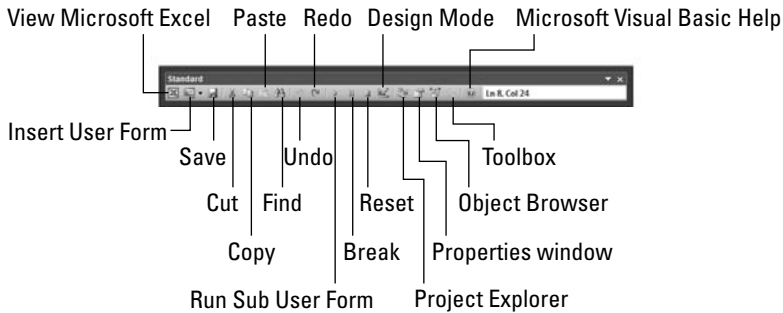 View Microsoft Excel Paste Redo Design Mode Microsoft Visual Basic Help
Standard
Ln 8, Col 24
Insert User Form
Save
Undo
Toolbox
Cut
Find
Reset
Object Browser
Copy
Break
Properties window
Run Sub User Form
Project Explorer